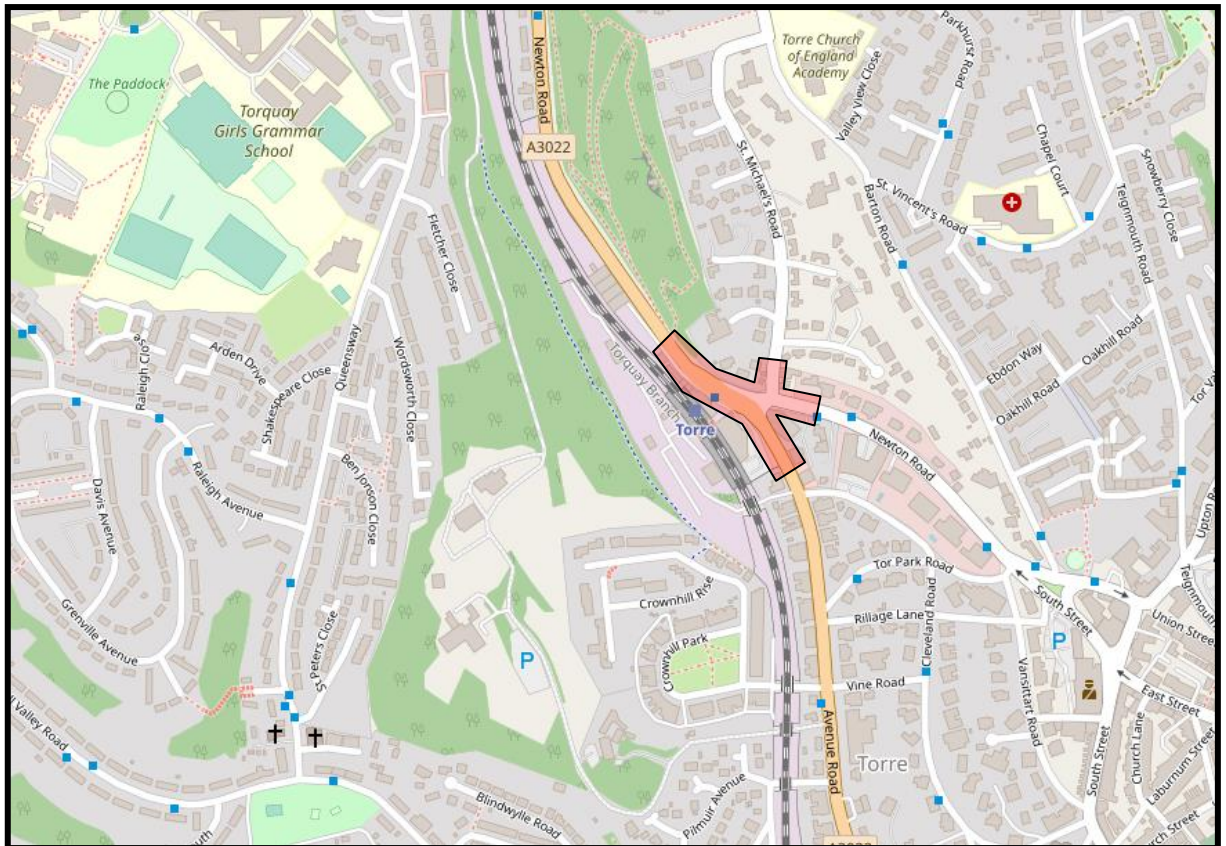 The Paddock
Torquay
Girls Grammar
School
Newton Road
A3022
Torre Church
of England
Academy
Parkhurst Road
Valley View Close
Chapel Court
Snowberry Close
St. Michael's Road
St. Vincent's Road
Barton Road
Teignmouth Road
Fletcher Close
Raleigh Close
Arden Drive
Shakespeare Close
Queensway
Wordsworth Close
Torquay Branch
Torre
Ebdon Way
Oakhill Road
Oakhill Road
Newton Road
Davis Avenue
Raleigh Avenue
Ben Jonson Close
Grenville Avenue
St Peters Close
Valley Road
Crownhill Rise
Crownhill Park
Tor Park Road
Rillage Lane
Cleveland Road
Vine Road
South Street
Union Street
Teignmouth
East Street
Vansittart Road
P
P
Avenue Road
Torre
South Street
Church Lane
Laburnum Street
Blindwylle Road
Pilmuir Avenue